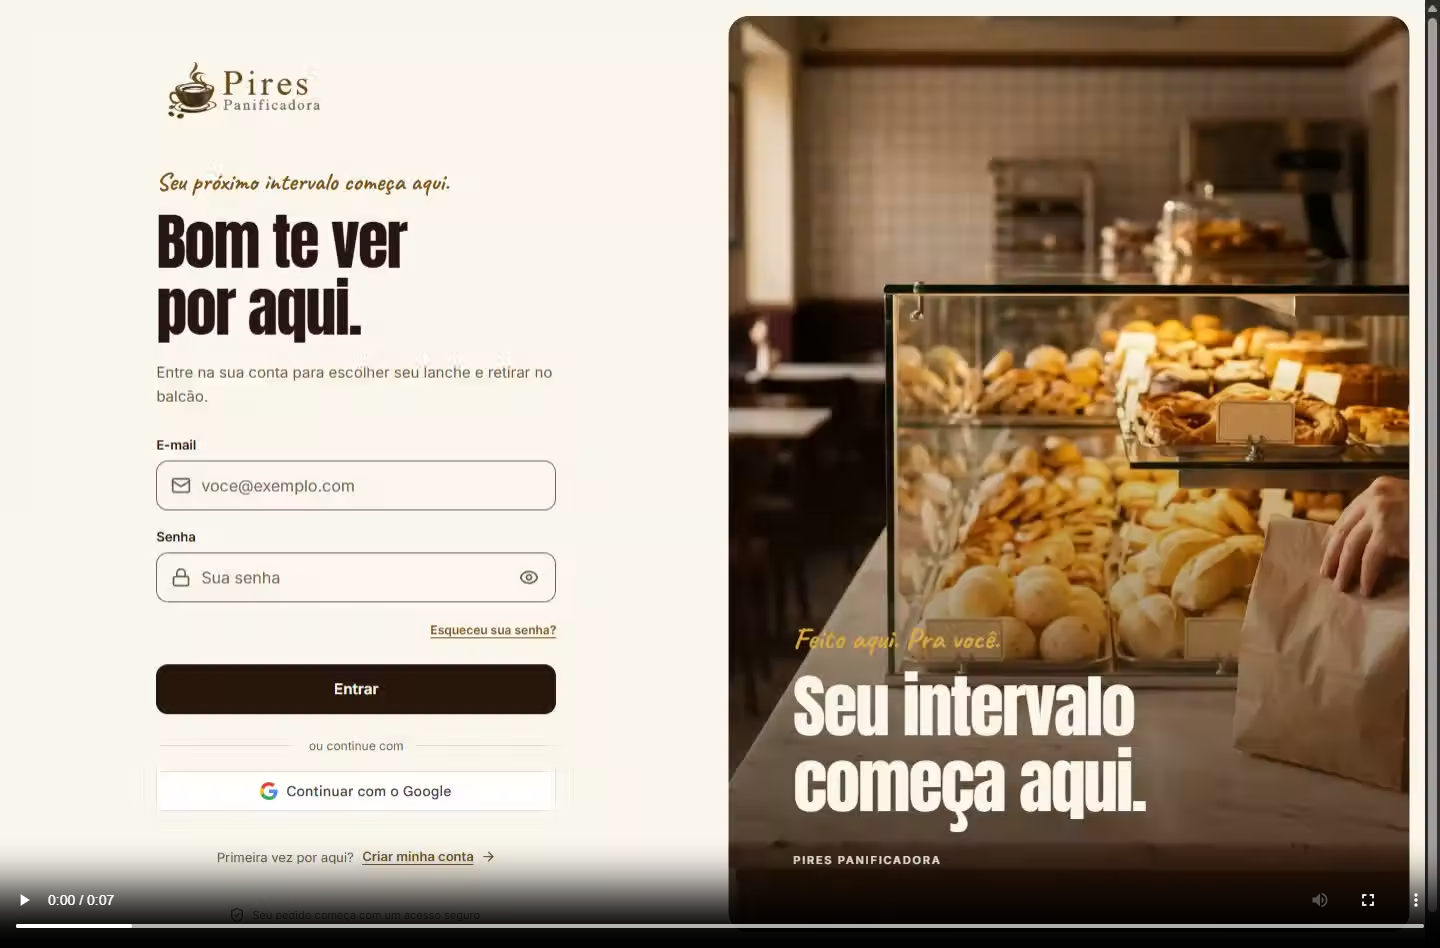 Pires
Panificadora
Seu próximo intervalo começa aqui.
Bom te ver
por aqui.
Entre na sua conta para escolher seu lanche e retirar no
balcão.
E-mail
voce@exemplo.com
Senha
Sua senha
Esqueceu sua senha?
Entrar
ou continue com
Continuar com o Google
Primeira vez por aqui? Criar minha conta →
Seu pedido começa com um acesso seguro
Feito aqui. Pra você.
Seu intervalo
começa aqui.
PIRES PANIFICADORA
0:00 / 0:07